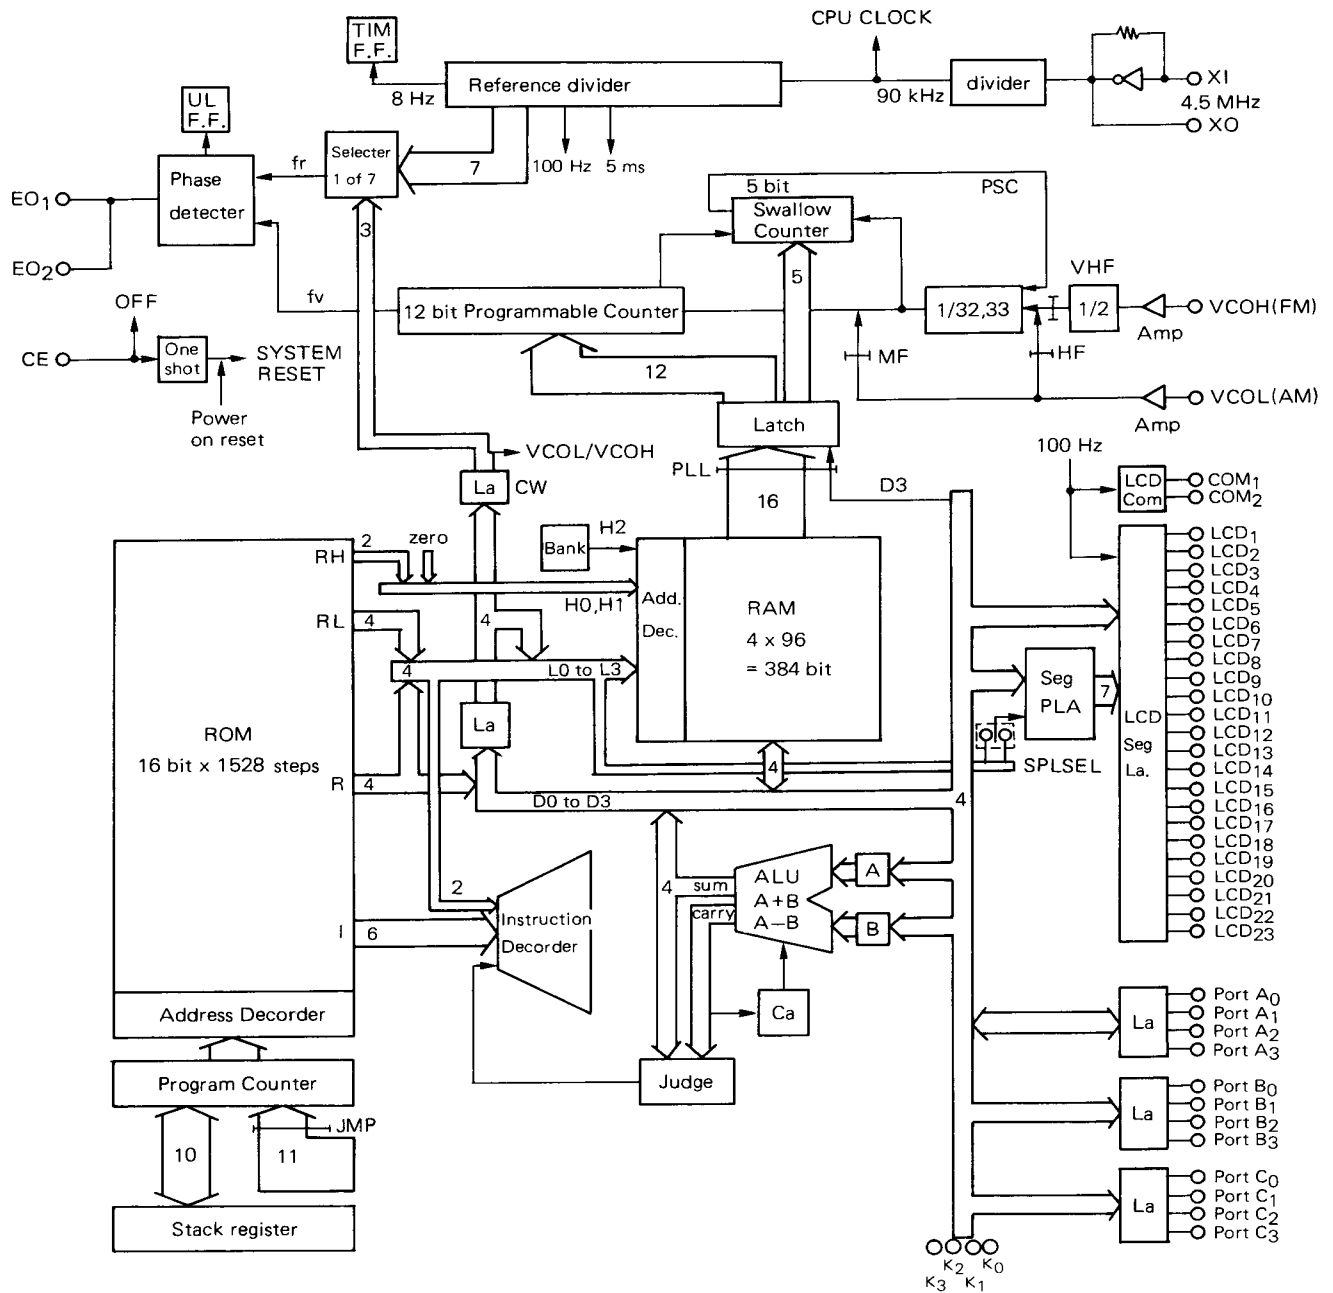 CPU CLOCK
TIM
F.F.
Reference divider
8 Hz
90 kHz
divider
XI
4.5 MHz
XO
UL
F.F.
Selecter
1 of 7
fr
7
100 Hz
5 ms
Phase
detecter
EO1
EO2
3
5 bit
PSC
Swallow
Counter
5
VHF
fv
12 bit Programmable Counter
1/32,33
1/2
VCOH(FM)
Amp
OFF
CE
One
shot
SYSTEM
RESET
Power
on reset
MF
HF
12
VCOL(AM)
Amp
Latch
100 Hz
VCOL/VCOH
PLL
La
CW
16
D3
LCD
Com
COM1
COM2
2
zero
RH
Bank
H2
H0,H1
Add.
Dec.
RAM
4 x 96
= 384 bit
RL
4
4
4
L0 to L3
La
ROM
16 bit x 1528 steps
R
4
D0 to D3
4
4
Seg
PLA
7
SPLSEL
LCD
Seg
La.
LCD1
LCD2
LCD3
LCD4
LCD5
LCD6
LCD7
LCD8
LCD9
LCD10
LCD11
LCD12
LCD13
LCD14
LCD15
LCD16
LCD17
LCD18
LCD19
LCD20
LCD21
LCD22
LCD23
2
I
6
Instruction
Decorder
4
sum
carry
ALU
A+B
A−B
A
B
Ca
Judge
Address Decorder
Program Counter
JMP
10
11
Stack register
La
Port A0
Port A1
Port A2
Port A3
La
Port B0
Port B1
Port B2
Port B3
La
Port C0
Port C1
Port C2
Port C3
K3
K2
K1
K0